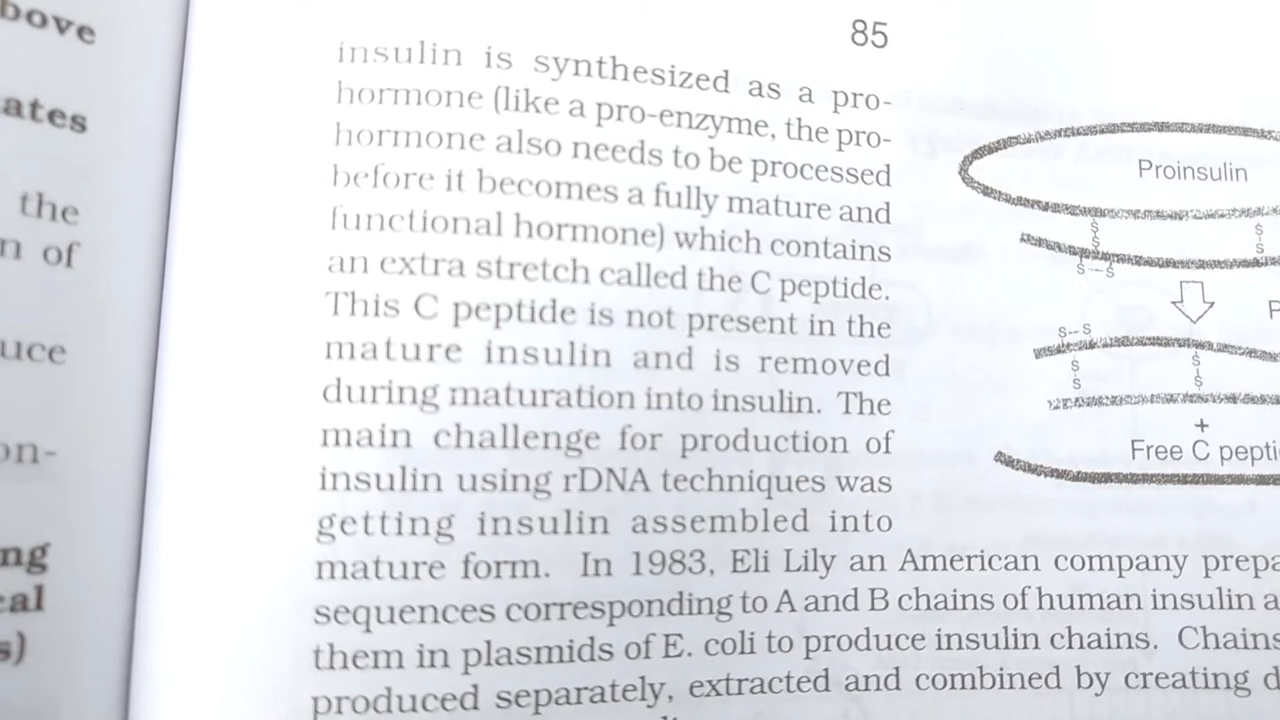 bove
ates
the
n of
uce
on-
ng
cal
s)
85
insulin is synthesized as a pro-
hormone (like a pro-enzyme, the pro-
hormone also needs to be processed
before it becomes a fully mature and
functional hormone) which contains
an extra stretch called the C peptide.
This C peptide is not present in the
mature insulin and is removed
during maturation into insulin. The
main challenge for production of
insulin using rDNA techniques was
getting insulin assembled into
mature form. In 1983, Eli Lily an American company prepa
sequences corresponding to A and B chains of human insulin a
them in plasmids of E. coli to produce insulin chains. Chains
produced separately, extracted and combined by creating d
Proinsulin
S
S
S
S
S
S--S
P
S--S
S
S
S
S
+
Free C pepti